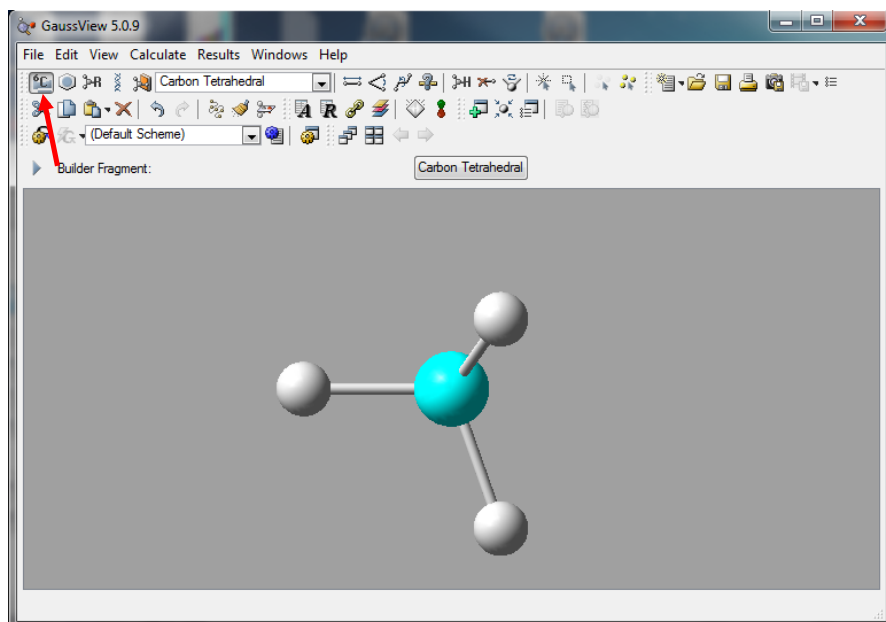 GaussView 5.0.9
File Edit View Calculate Results Windows Help
6C R Carbon Tetrahedral H
A R
(Default Scheme)
Builder Fragment: Carbon Tetrahedral